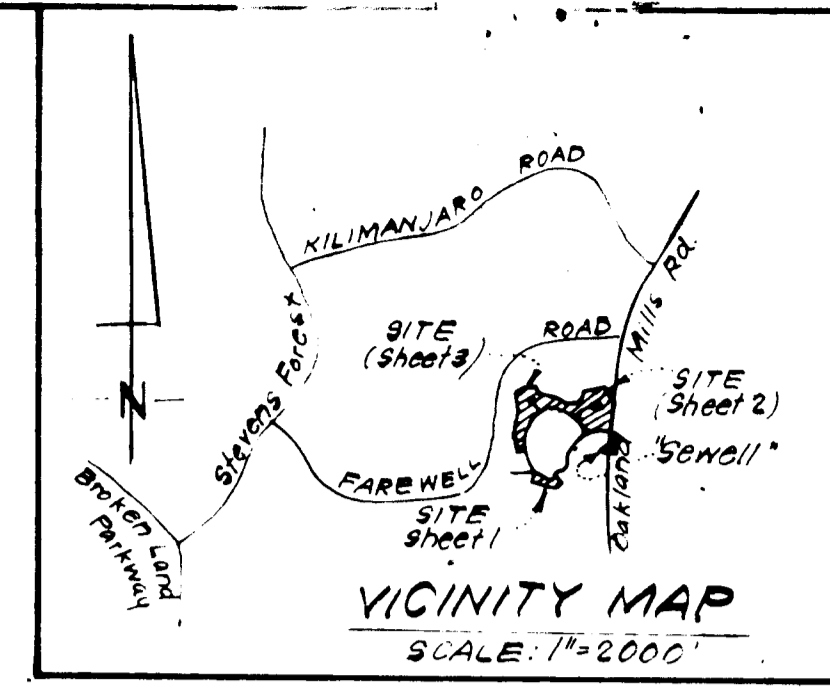 KILIMANJARO ROAD
Mills Rd.
Stevens Forest
SITE
(Sheet 3)
ROAD
SITE
(Sheet 2)
"Sewell"
FAREWELL
SITE
Sheet 1
Oakland
Broken Land
Parkway
N
VICINITY MAP
SCALE: 1"=2000'